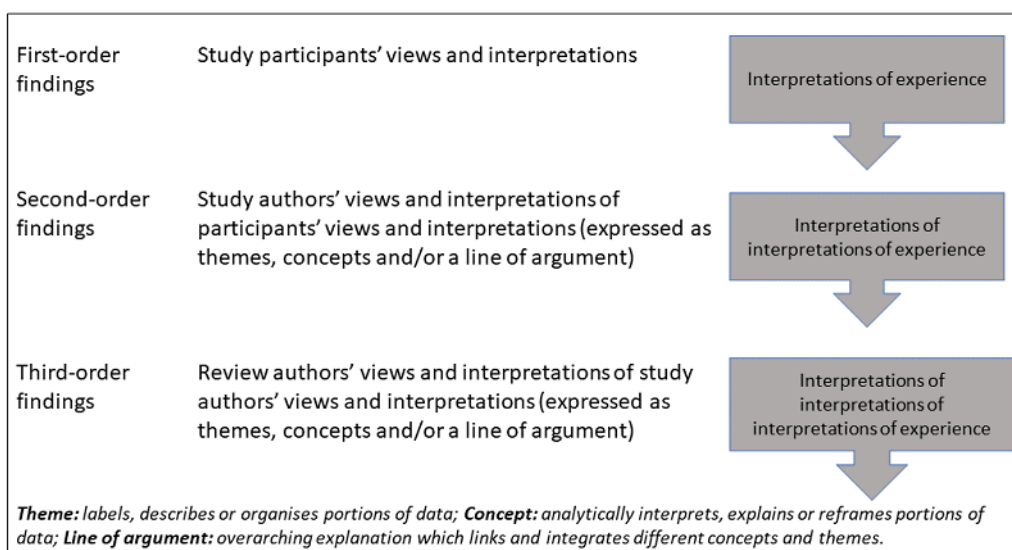 First-order
findings
Study participants' views and interpretations
Interpretations of experience
Second-order
findings
Study authors' views and interpretations of
participants' views and interpretations (expressed as
themes, concepts and/or a line of argument)
Interpretations of
interpretations of experience
Third-order
findings
Review authors' views and interpretations of study
authors' views and interpretations (expressed as
themes, concepts and/or a line of argument)
Interpretations of
interpretations of
interpretations of experience
Theme: labels, describes or organises portions of data; Concept: analytically interprets, explains or reframes portions of
data; Line of argument: overarching explanation which links and integrates different concepts and themes.